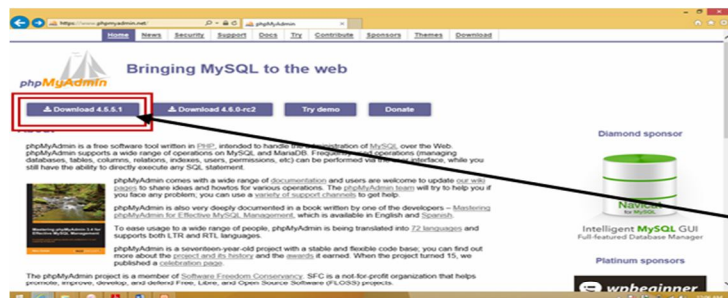 https://www.phpmyadmin.net/
phpMyAdmin
Home News Security Support Docs Try Contribute Sponsors Themes Download
phpMyAdmin
Bringing MySQL to the web
Download 4.5.5.1
Download 4.6.0-rc2
Try demo
Donate
phpMyAdmin is a free software tool written in PHP, intended to handle the administration of MySQL over the Web.
phpMyAdmin supports a wide range of operations on MySQL and MariaDB. Frequently used operations (managing
databases, tables, columns, relations, indexes, users, permissions, etc) can be performed via the user interface, while you
still have the ability to directly execute any SQL statement.
phpMyAdmin comes with a wide range of documentation and users are welcome to update our wiki
pages to share ideas and howtos for various operations. The phpMyAdmin team will try to help you if
you face any problem; you can use a variety of support channels to get help.
phpMyAdmin is also very deeply documented in a book written by one of the developers – Mastering
phpMyAdmin for Effective MySQL Management, which is available in English and Spanish.
To ease usage to a wide range of people, phpMyAdmin is being translated into 72 languages and
supports both LTR and RTL languages.
phpMyAdmin is a seventeen-year-old project with a stable and flexible code base; you can find out
more about the project and its history and the awards it earned. When the project turned 15, we
published a celebration page.
The phpMyAdmin project is a member of Software Freedom Conservancy. SFC is a not-for-profit organization that helps
promote, improve, develop, and defend Free, Libre, and Open Source Software (FLOSS) projects.
Mastering phpMyAdmin 3.4 for
Effective MySQL Management
Diamond sponsor
Navicat
for MySQL
Intelligent MySQL GUI
Full-featured Database Manager
Platinum sponsors
wpbeginner